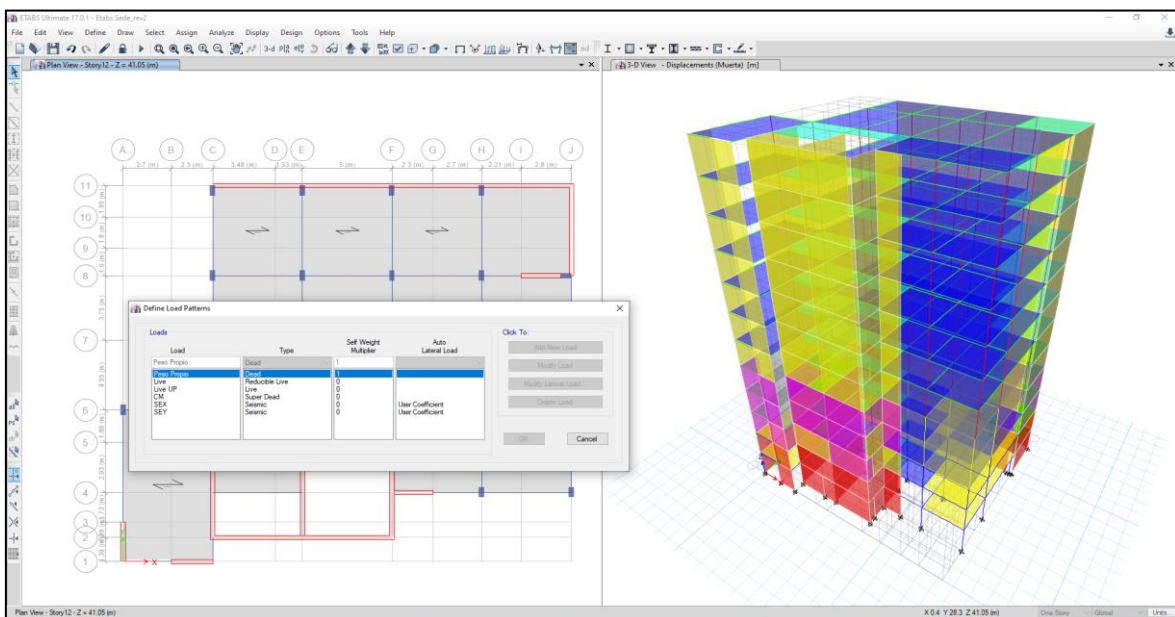 ETABS Ultimate 17.0.1 - Etabs Sede_rev2
File Edit View Define Draw Select Assign Analyze Display Design Options Tools Help
3-d
Plan View - Story12 - Z = 41.05 (m)
3-D View - Displacements (Muerta) [m]
A B C D E F G H I J
2.7 (m) 2.3 (m) 3.48 (m) 1.53 (m) 5 (m) 2.3 (m) 2.7 (m) 2.21 (m) 2.8 (m)
11
10
9
8
7
6
5
4
3
2
1
X
Define Load Patterns
Loads
Click To:
Load Type Self Weight Multiplier Auto Lateral Load
Peso Propio Dead 1
Peso Propio Dead 1
Live Reducible Live 0
Live UP Live 0
CM Super Dead 0
SEX Seismic 0 User Coefficient
SEY Seismic 0 User Coefficient
Add New Load
Modify Load
Modify Lateral Load...
Delete Load
OK Cancel
Plan View - Story12 - Z = 41.05 (m)
X 0.4 Y 28.3 Z 41.05 (m)
One Story Global Units...